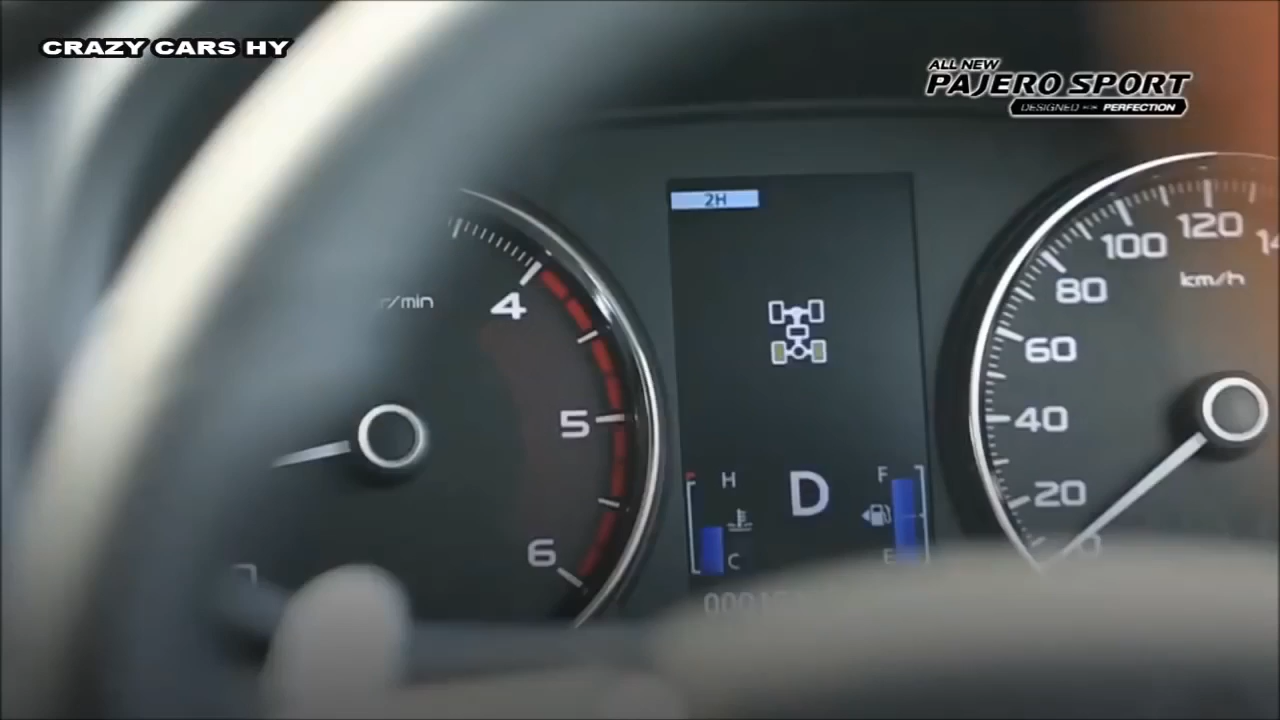 CRAZY CARS HY
ALL NEW
PAJERO SPORT
DESIGNED FOR PERFECTION
2H
r/min
4
5
6
H
C
D
F
E
0
20
40
60
80
100
120
km/h